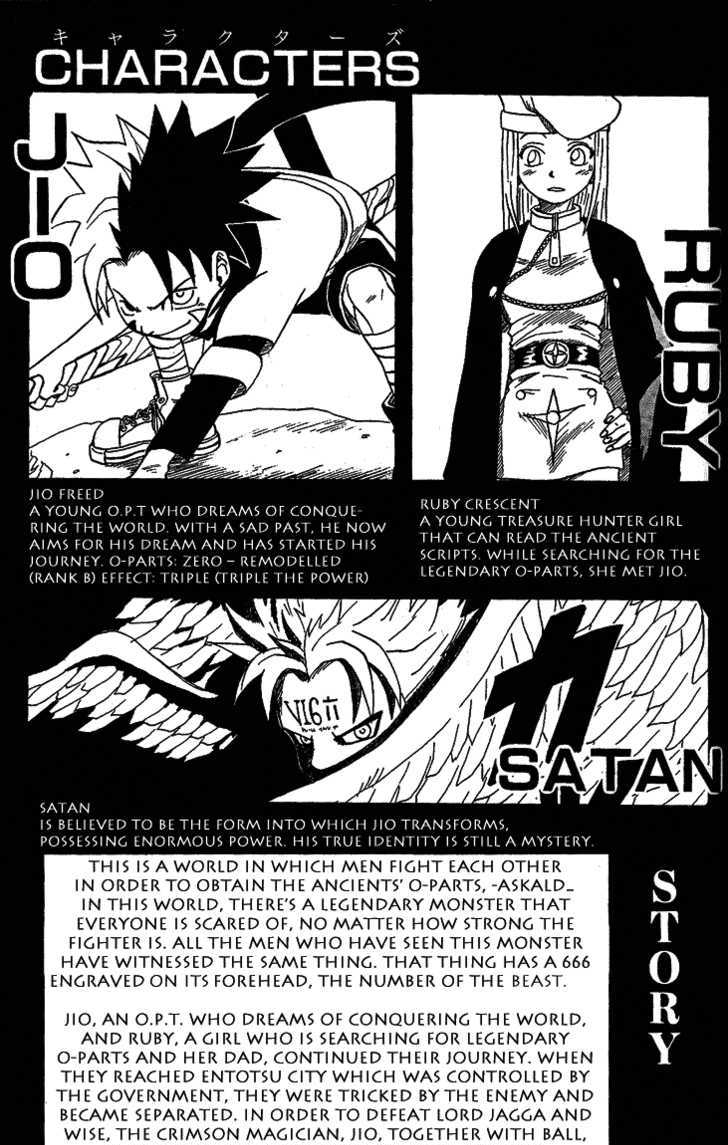 キャラクターズ
CHARACTERS
JIO
RUBY
JIO FREED
A YOUNG O.P.T WHO DREAMS OF CONQUE-
RING THE WORLD. WITH A SAD PAST, HE NOW
AIMS FOR HIS DREAM AND HAS STARTED HIS
JOURNEY. O-PARTS: ZERO – REMODELLED
(RANK B) EFFECT: TRIPLE (TRIPLE THE POWER)
RUBY CRESCENT
A YOUNG TREASURE HUNTER GIRL
THAT CAN READ THE ANCIENT
SCRIPTS. WHILE SEARCHING FOR THE
LEGENDARY O-PARTS, SHE MET JIO.
VI6六
カ
SATAN
SATAN
IS BELIEVED TO BE THE FORM INTO WHICH JIO TRANSFORMS,
POSSESSING ENORMOUS POWER. HIS TRUE IDENTITY IS STILL A MYSTERY.
STORY
THIS IS A WORLD IN WHICH MEN FIGHT EACH OTHER
IN ORDER TO OBTAIN THE ANCIENTS' O-PARTS, -ASKALD_
IN THIS WORLD, THERE'S A LEGENDARY MONSTER THAT
EVERYONE IS SCARED OF, NO MATTER HOW STRONG THE
FIGHTER IS. ALL THE MEN WHO HAVE SEEN THIS MONSTER
HAVE WITNESSED THE SAME THING. THAT THING HAS A 666
ENGRAVED ON ITS FOREHEAD, THE NUMBER OF THE BEAST.
JIO, AN O.P.T. WHO DREAMS OF CONQUERING THE WORLD,
AND RUBY, A GIRL WHO IS SEARCHING FOR LEGENDARY
O-PARTS AND HER DAD, CONTINUED THEIR JOURNEY. WHEN
THEY REACHED ENTOTSU CITY WHICH WAS CONTROLLED BY
THE GOVERNMENT, THEY WERE TRICKED BY THE ENEMY AND
BECAME SEPARATED. IN ORDER TO DEFEAT LORD JAGGA AND
WISE, THE CRIMSON MAGICIAN, JIO, TOGETHER WITH BALL,